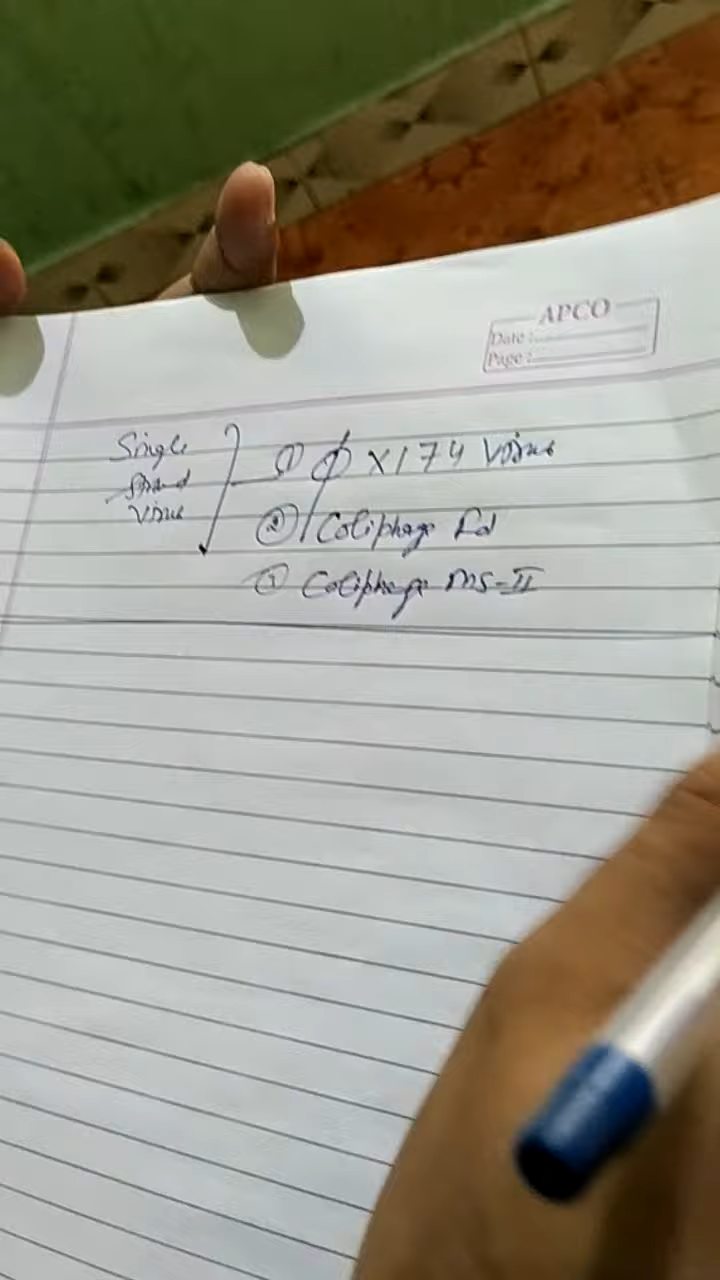 APCO
Date :
Page :
Single ① ϕ X174 Virus
Strand
Virus
② Coliphage fd
③ Coliphage MS-II